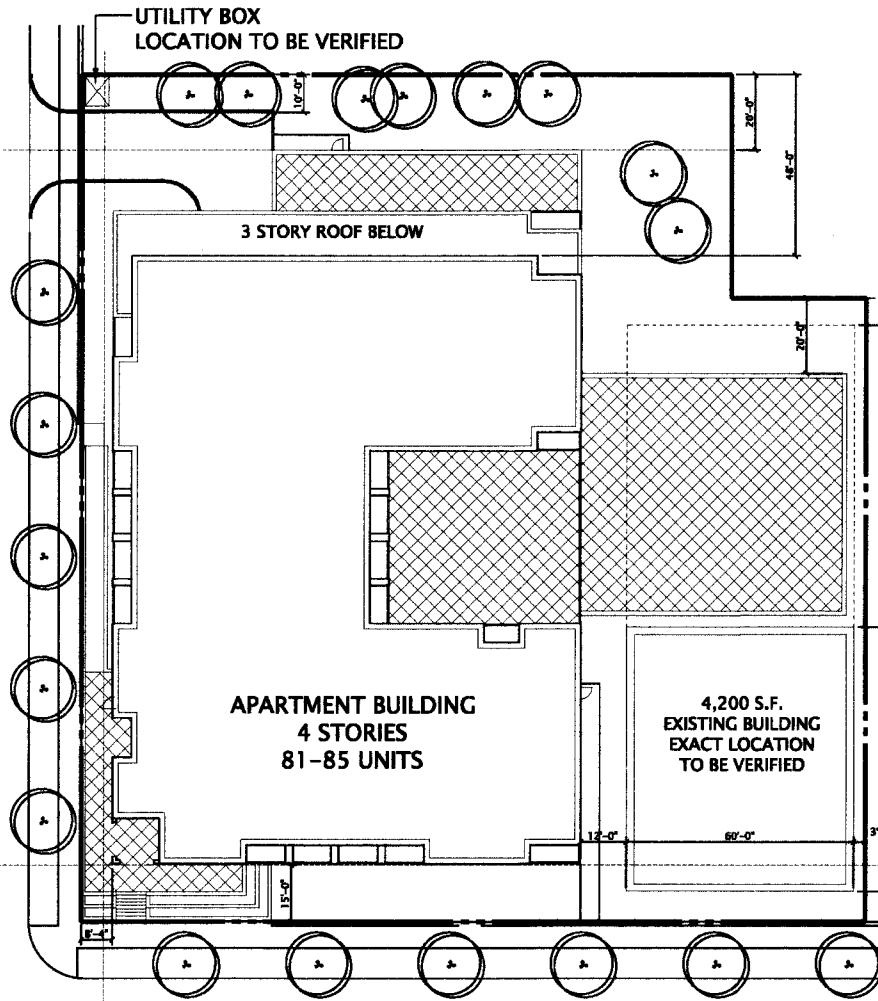 UTILITY BOX
LOCATION TO BE VERIFIED
10'-0"
20'-0"
48'-0"
3 STORY ROOF BELOW
20'-0"
APARTMENT BUILDING
4 STORIES
81-85 UNITS
4,200 S.F.
EXISTING BUILDING
EXACT LOCATION
TO BE VERIFIED
12'-0"
60'-0"
3'
15'-0"
8'-4"